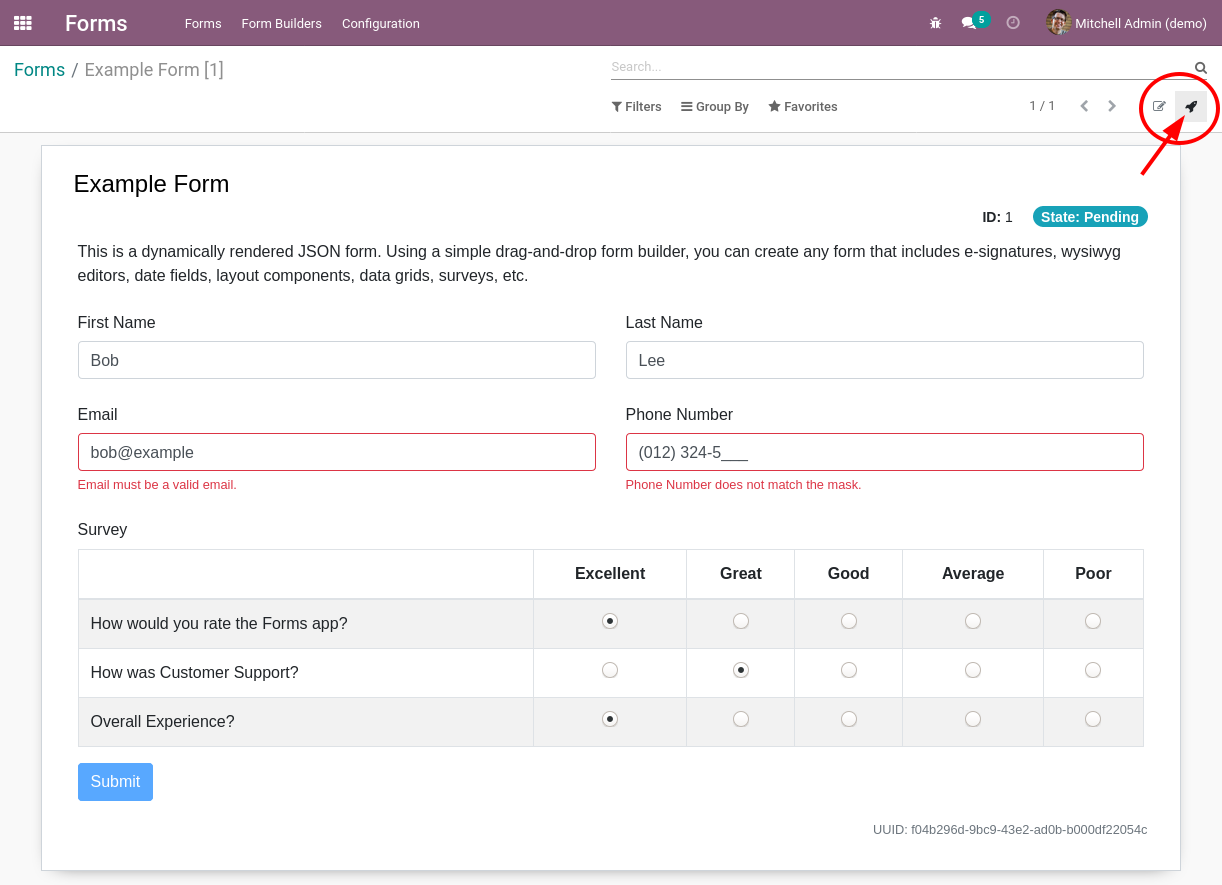 Forms Forms Form Builders Configuration 5 Mitchell Admin (demo)
Forms / Example Form [1]
Search...
Filters Group By Favorites 1 / 1
Example Form
ID: 1 State: Pending
This is a dynamically rendered JSON form. Using a simple drag-and-drop form builder, you can create any form that includes e-signatures, wysiwyg
editors, date fields, layout components, data grids, surveys, etc.
First Name Last Name
Bob Lee
Email Phone Number
bob@example (012) 324-5___
Email must be a valid email. Phone Number does not match the mask.
Survey
Excellent Great Good Average Poor
How would you rate the Forms app?
How was Customer Support?
Overall Experience?
Submit
UUID: f04b296d-9bc9-43e2-ad0b-b000df22054c